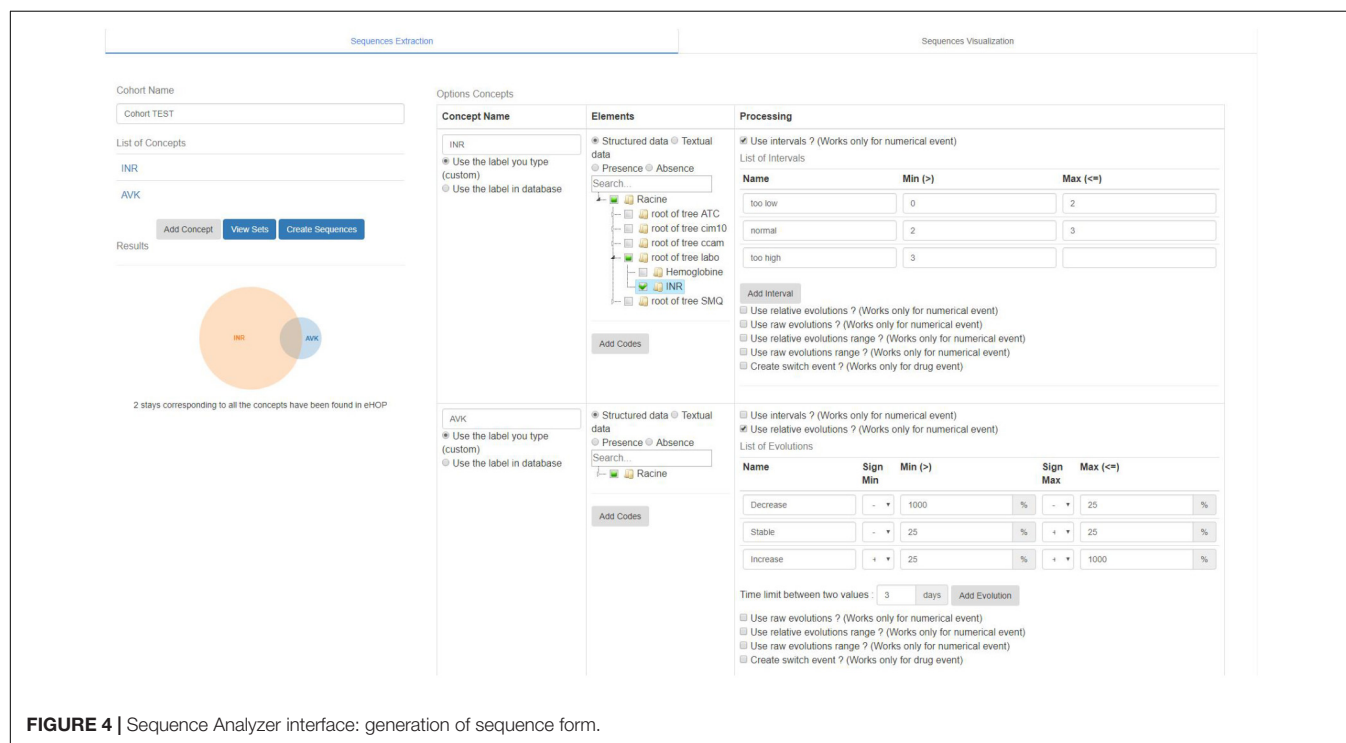 Sequences Extraction
Sequences Visualization
Cohort Name
Cohort TEST
List of Concepts
INR
AVK
Add Concept
View Sets
Create Sequences
Results
INR
AVK
2 stays corresponding to all the concepts have been found in eHOP
Options Concepts
Concept Name
Elements
Processing
INR
Use the label you type
(custom)
Use the label in database
Structured data Textual
data
Presence Absence
Search...
Racine
root of tree ATC
root of tree cim10
root of tree ccam
root of tree labo
Hemoglobine
INR
root of tree SMQ
Add Codes
Use intervals ? (Works only for numerical event)
List of Intervals
Name Min (>) Max (<=)
too low 0 2
normal 2 3
too high 3
Add Interval
Use relative evolutions ? (Works only for numerical event)
Use raw evolutions ? (Works only for numerical event)
Use relative evolutions range ? (Works only for numerical event)
Use raw evolutions range ? (Works only for numerical event)
Create switch event ? (Works only for drug event)
AVK
Use the label you type
(custom)
Use the label in database
Structured data Textual
data
Presence Absence
Search...
Racine
Add Codes
Use intervals ? (Works only for numerical event)
Use relative evolutions ? (Works only for numerical event)
List of Evolutions
Name Sign Min (>) Sign Max (<=)
Min Max
Decrease - 1000 % - 25 %
Stable - 25 % + 25 %
Increase + 25 % + 1000 %
Time limit between two values : 3 days Add Evolution
Use raw evolutions ? (Works only for numerical event)
Use relative evolutions range ? (Works only for numerical event)
Use raw evolutions range ? (Works only for numerical event)
Create switch event ? (Works only for drug event)
FIGURE 4 | Sequence Analyzer interface: generation of sequence form.